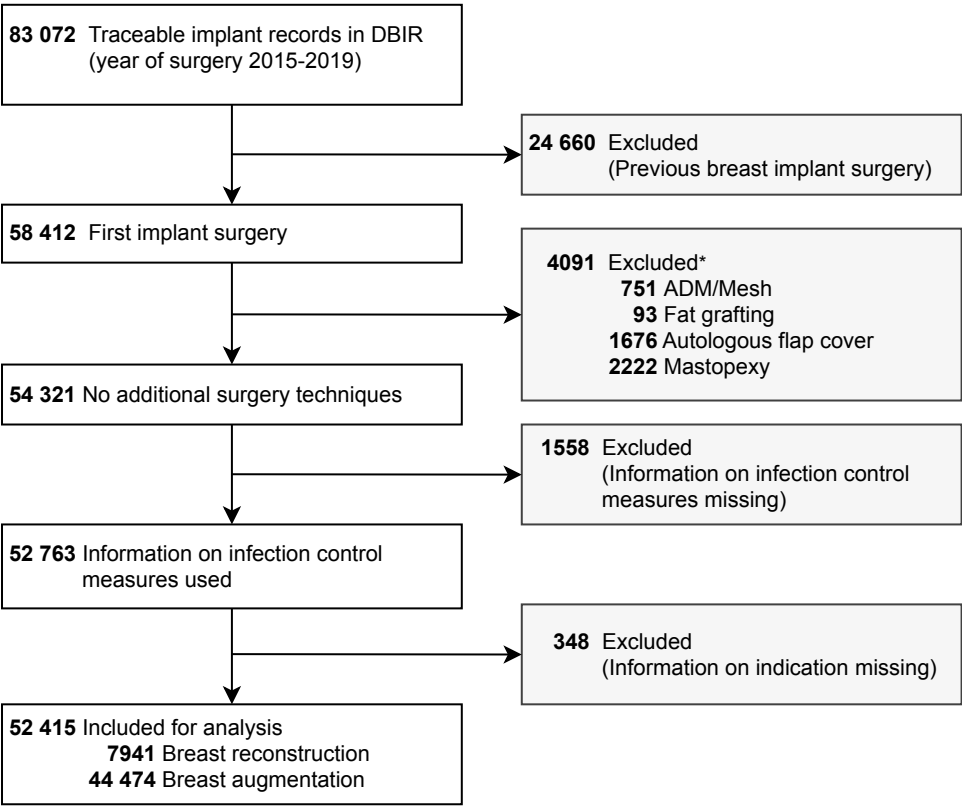 83 072 Traceable implant records in DBIR
(year of surgery 2015-2019)
24 660 Excluded
(Previous breast implant surgery)
58 412 First implant surgery
4091 Excluded*
751 ADM/Mesh
93 Fat grafting
1676 Autologous flap cover
2222 Mastopexy
54 321 No additional surgery techniques
1558 Excluded
(Information on infection control
measures missing)
52 763 Information on infection control
measures used
348 Excluded
(Information on indication missing)
52 415 Included for analysis
7941 Breast reconstruction
44 474 Breast augmentation